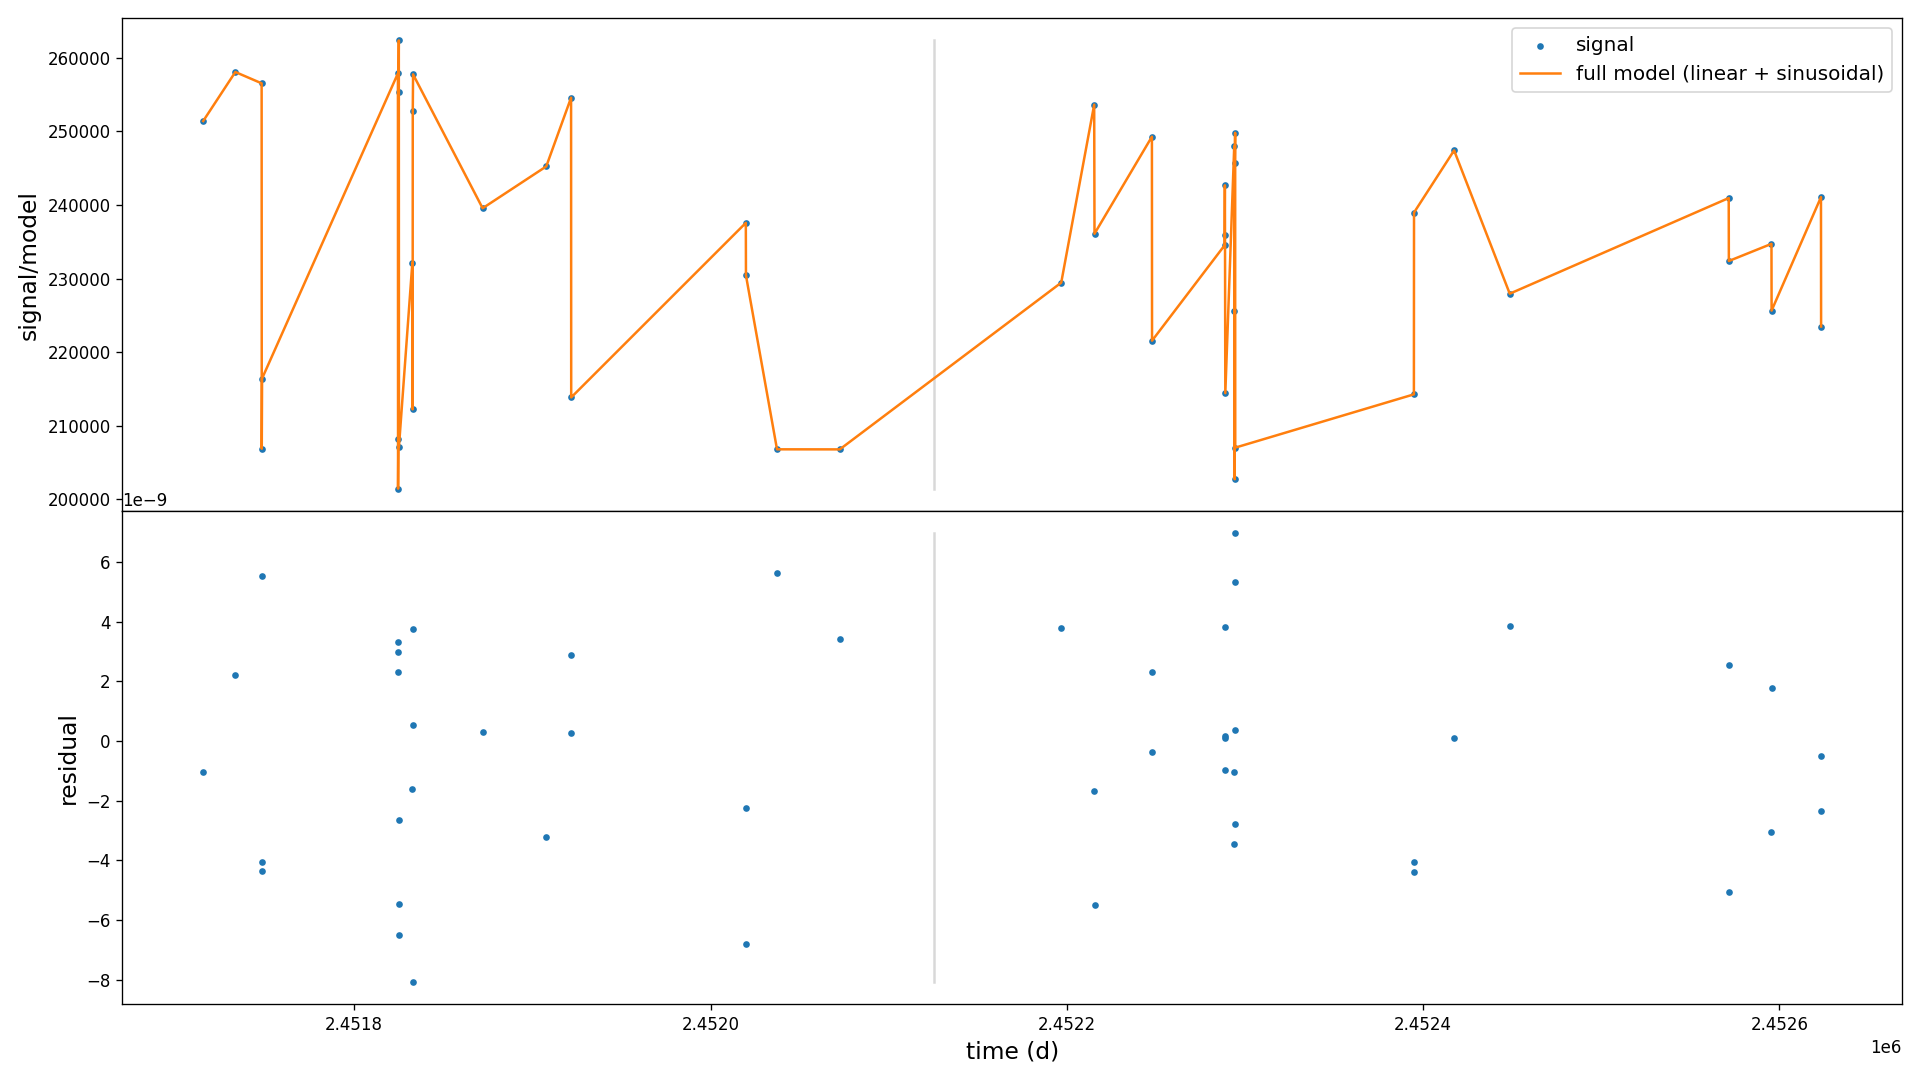 signal
full model (linear + sinusoidal)
260000
250000
240000
230000
220000
210000
200000
signal/model
1e−9
6
4
2
0
−2
−4
−6
−8
residual
2.4518
2.4520
2.4522
2.4524
2.4526
time (d)
1e6